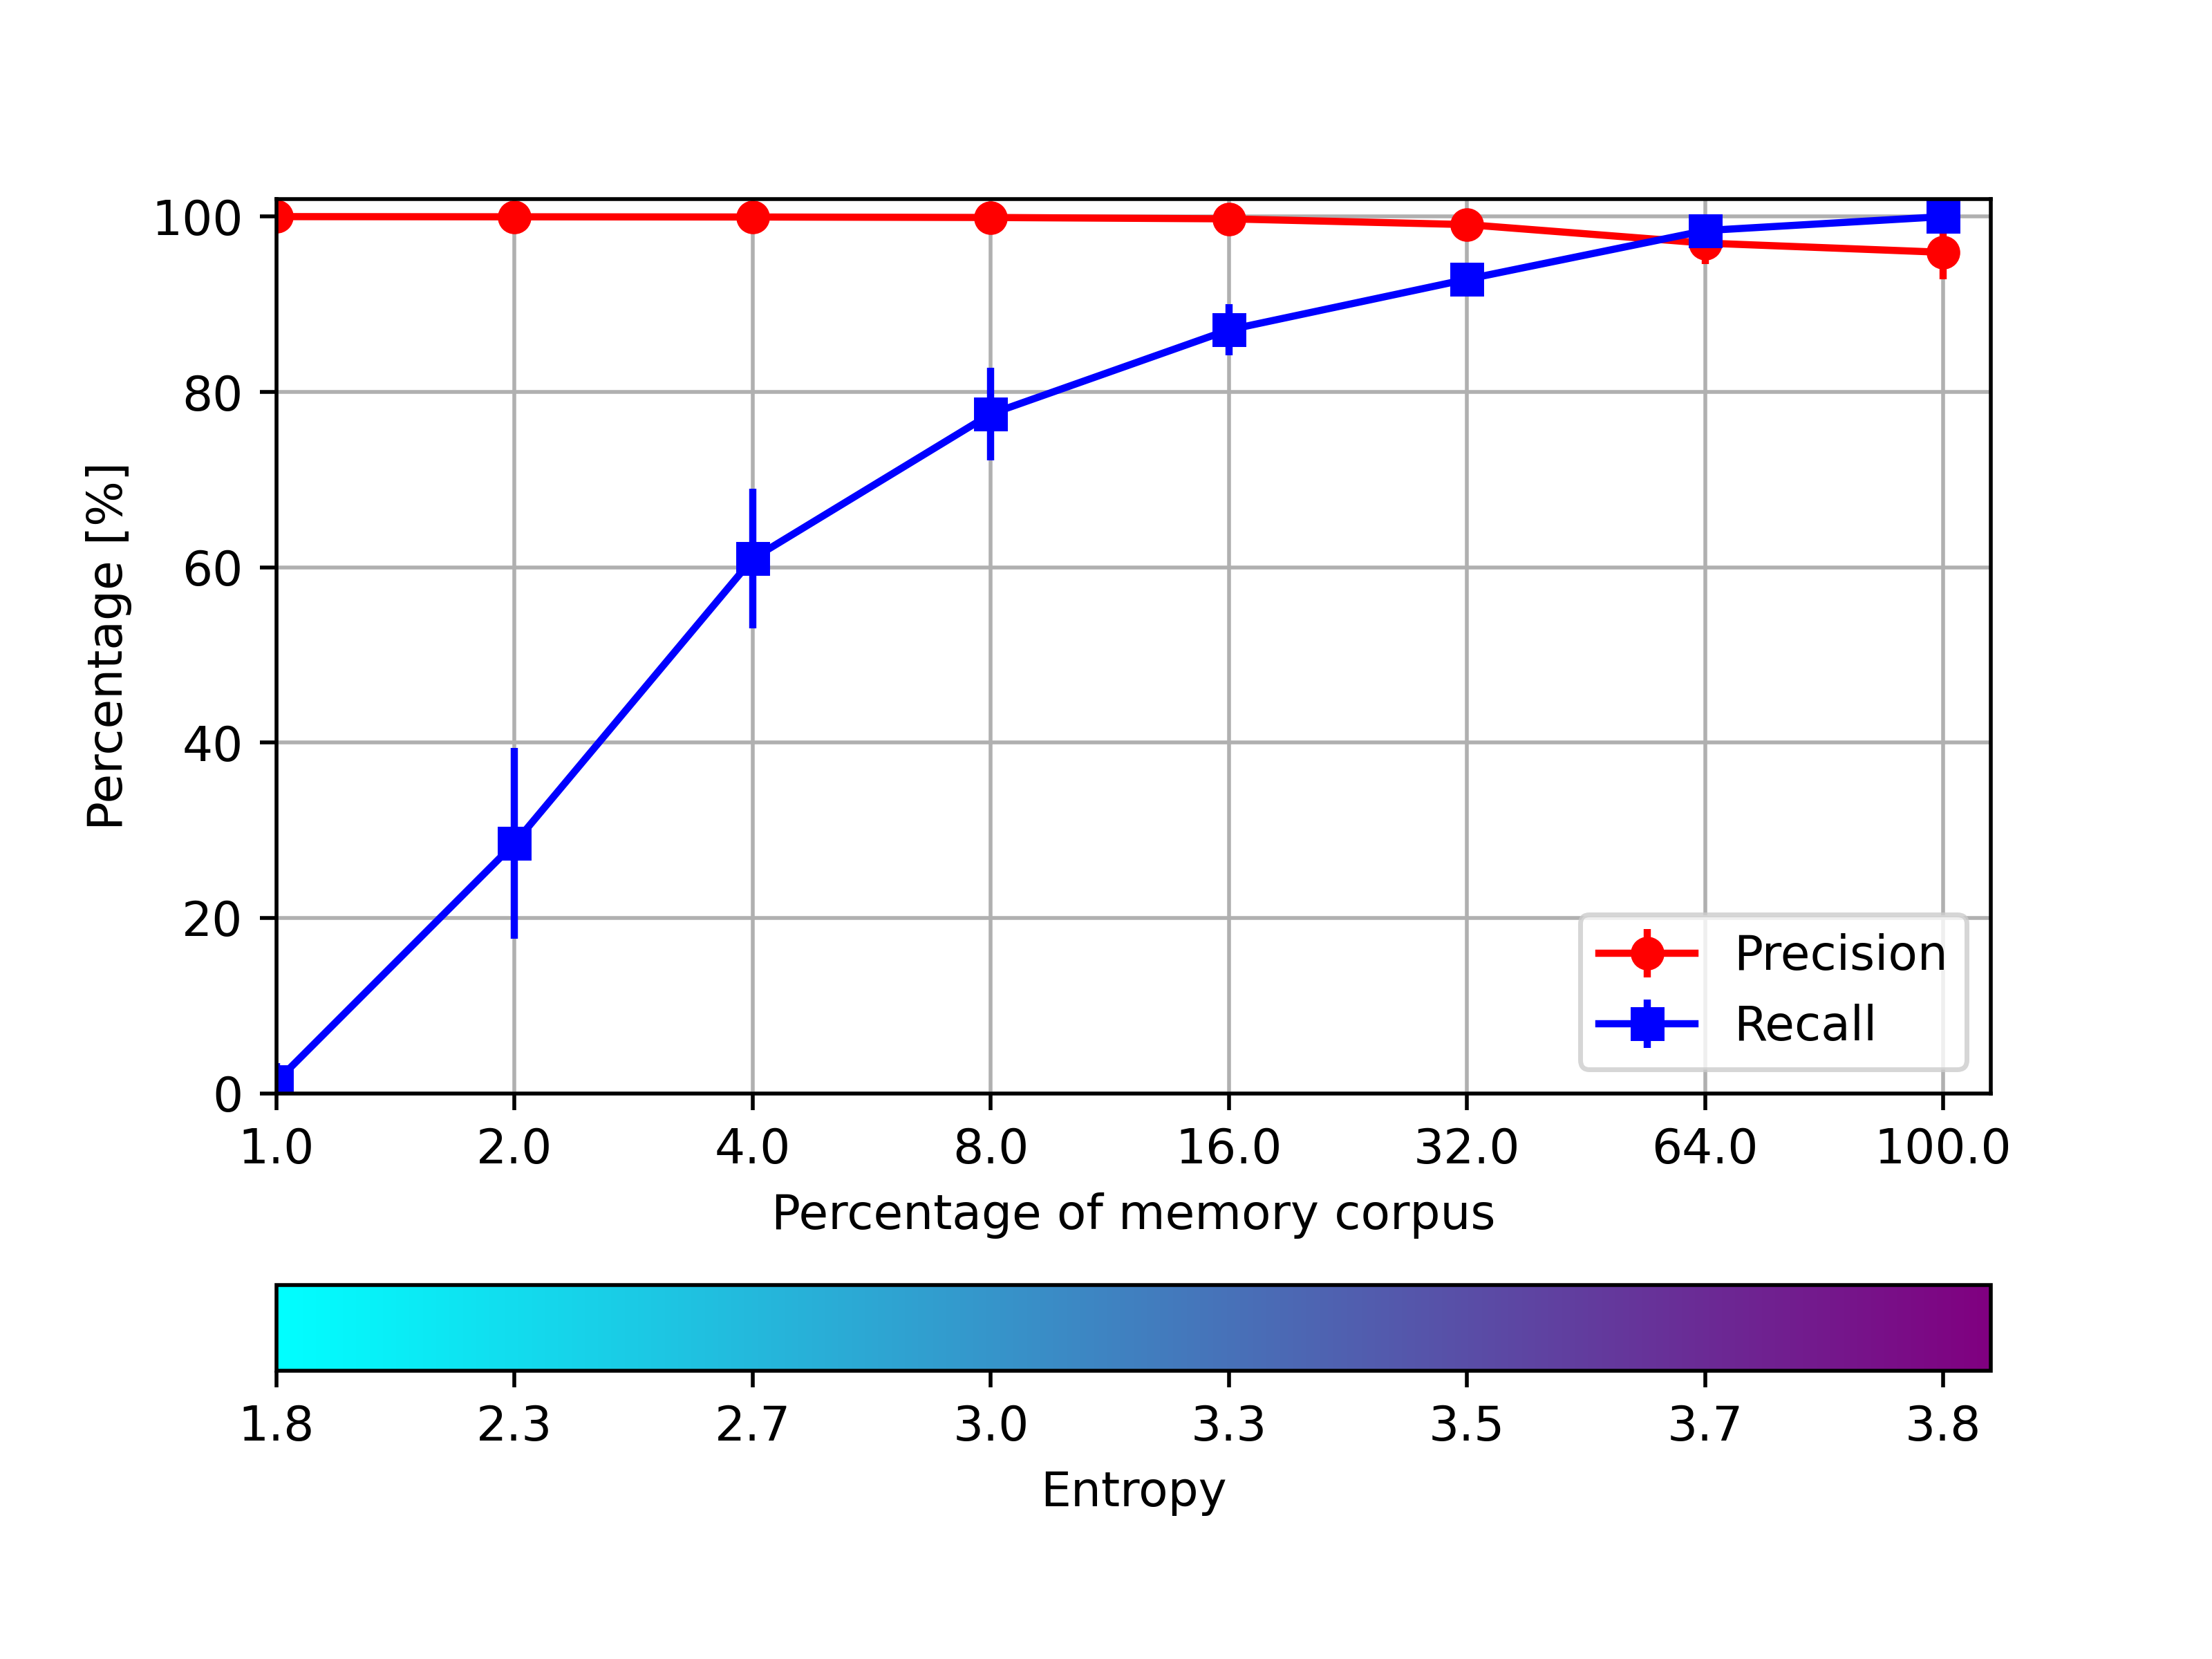 100
80
60
40
20
0
Percentage [%]
Precision
Recall
1.0 2.0 4.0 8.0 16.0 32.0 64.0 100.0
Percentage of memory corpus
1.8 2.3 2.7 3.0 3.3 3.5 3.7 3.8
Entropy